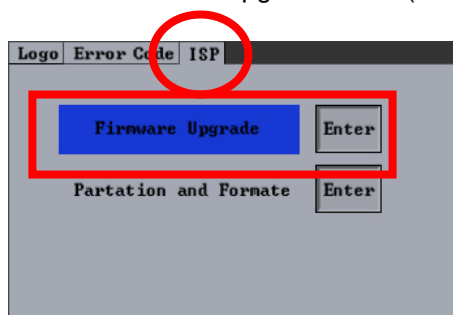 Logo Error Code ISP
Firmware Upgrade Enter
Partation and Formate Enter